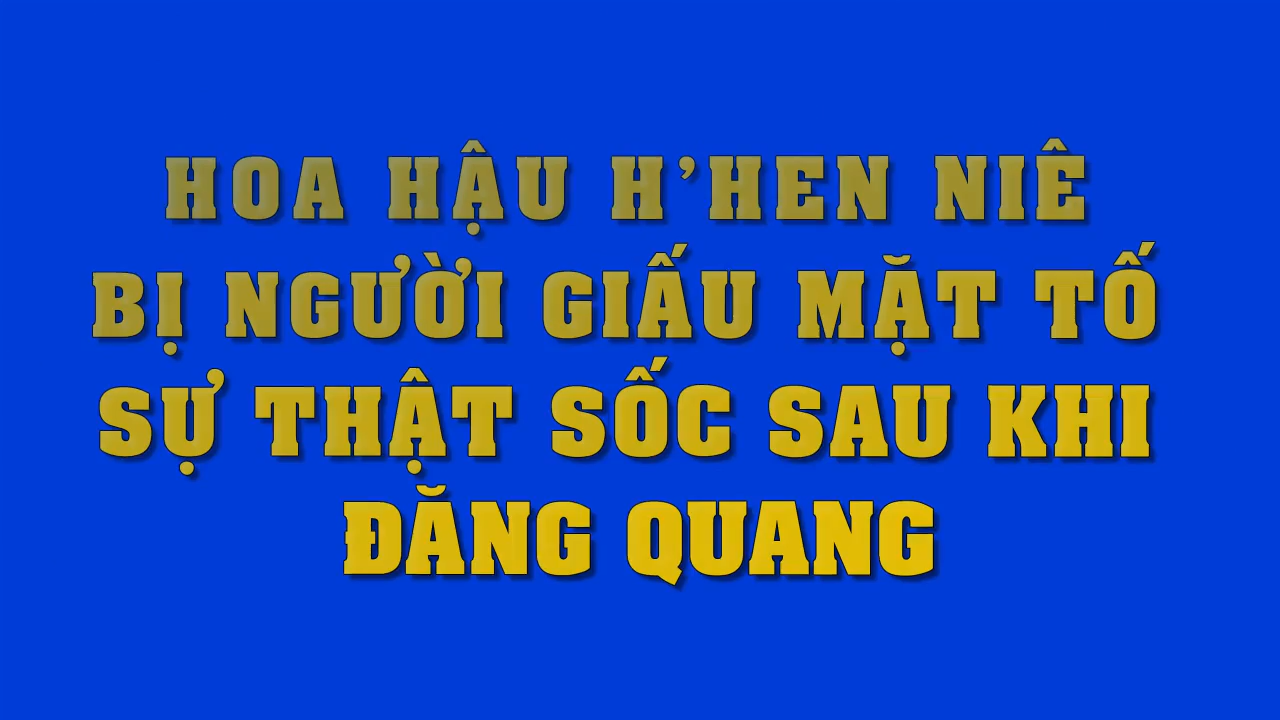 HOA HẬU H’HEN NIÊ
BỊ NGƯỜI GIẤU MẶT TỐ
SỰ THẬT SỐC SAU KHI
ĐĂNG QUANG